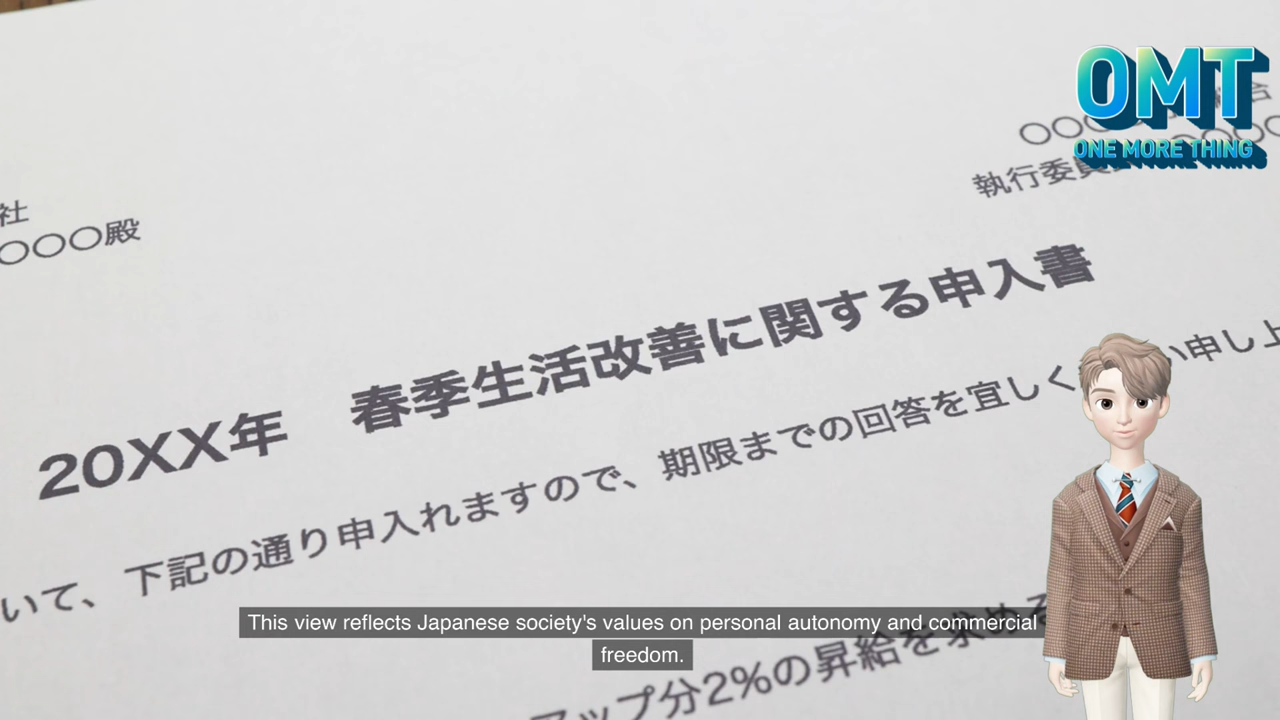 OMT
ONE MORE THING
社
〇〇〇殿
執行委員
20XX年 春季生活改善に関する申入書
いて、下記の通り申入れますので、期限までの回答を宜しく
い申し上
アップ分2%の昇給を求める
This view reflects Japanese society's values on personal autonomy and commercial
freedom.